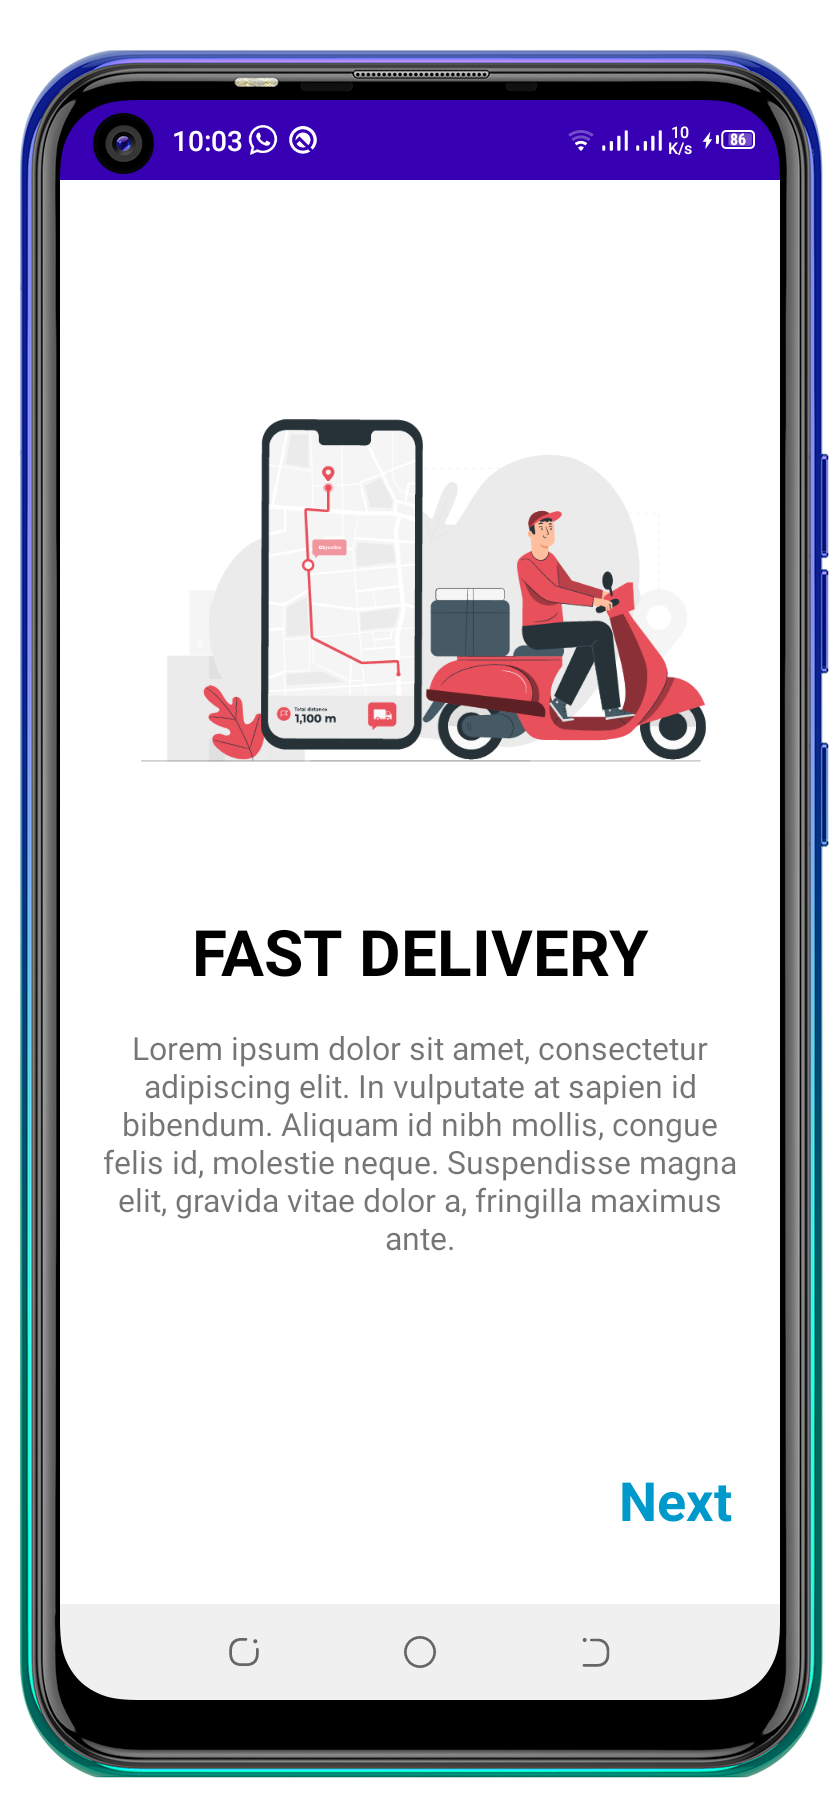 10:03
10
K/s
86
Objective
Total distance
1,100 m
FAST DELIVERY
Lorem ipsum dolor sit amet, consectetur
adipiscing elit. In vulputate at sapien id
bibendum. Aliquam id nibh mollis, congue
felis id, molestie neque. Suspendisse magna
elit, gravida vitae dolor a, fringilla maximus
ante.
Next